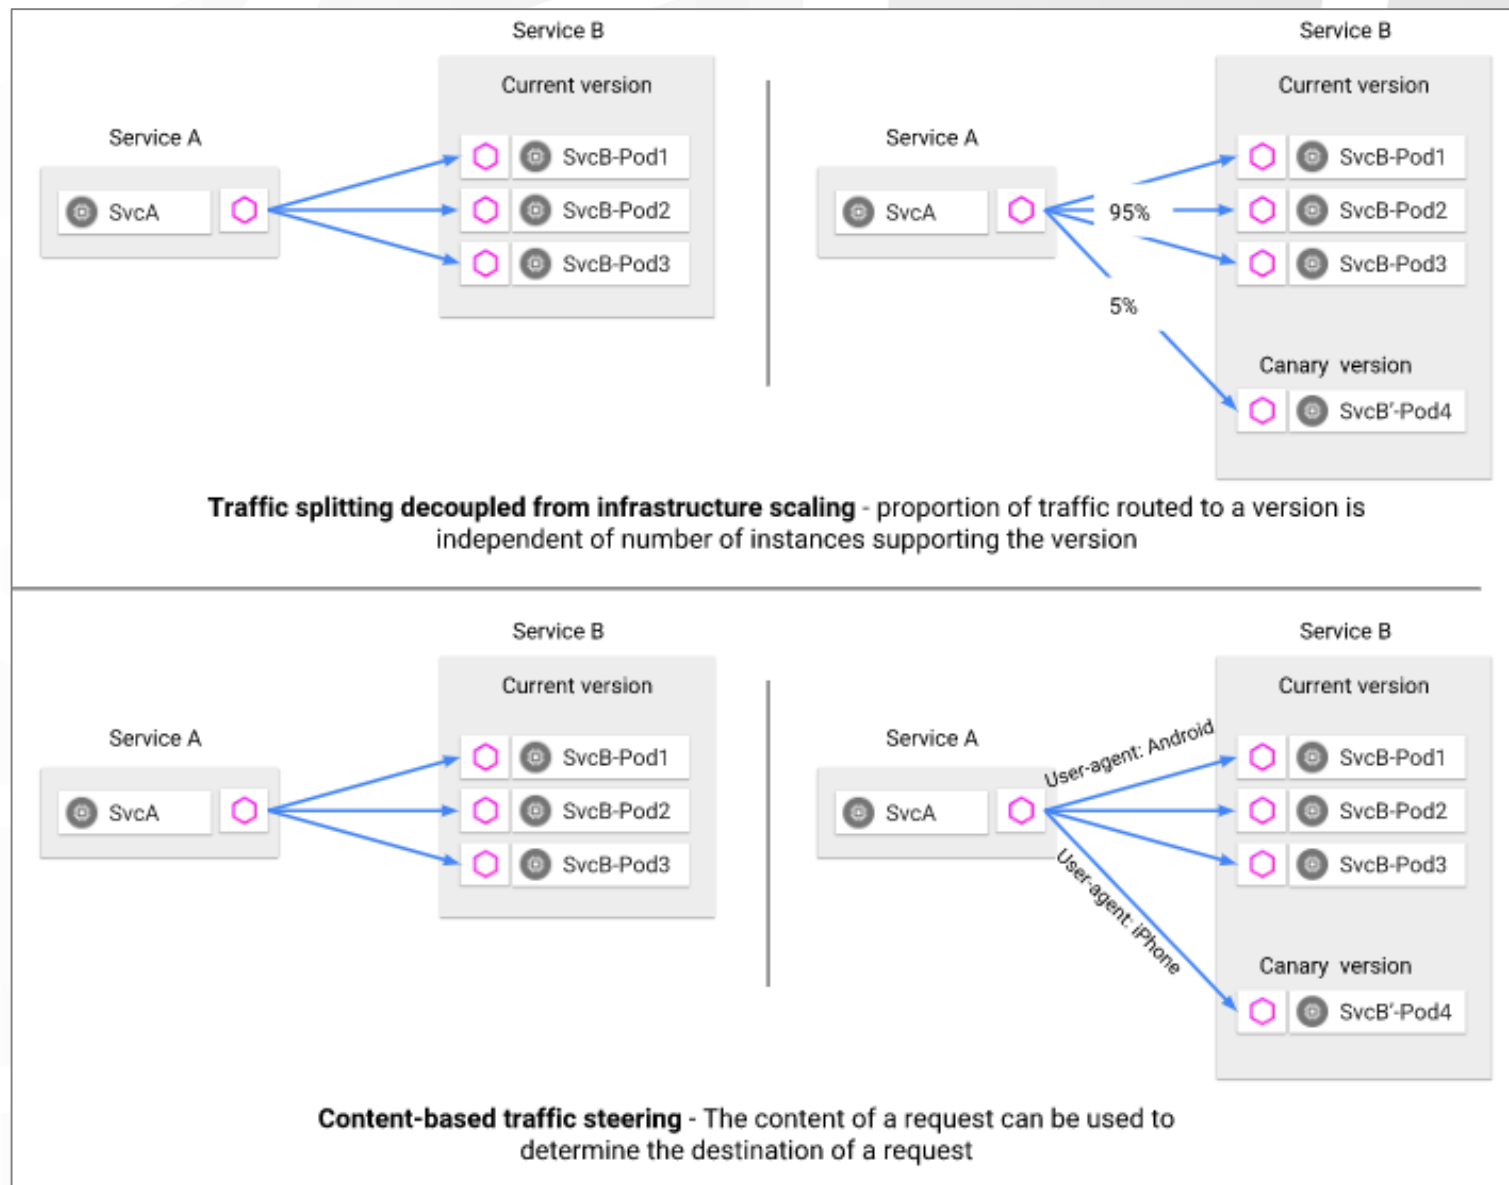 Service B
Current version
Service A
SvcA
SvcB-Pod1
SvcB-Pod2
SvcB-Pod3
Service B
Current version
Service A
SvcA
95%
5%
SvcB-Pod1
SvcB-Pod2
SvcB-Pod3
Canary version
SvcB'-Pod4
Traffic splitting decoupled from infrastructure scaling - proportion of traffic routed to a version is
independent of number of instances supporting the version
Service B
Current version
Service A
SvcA
SvcB-Pod1
SvcB-Pod2
SvcB-Pod3
Service B
Current version
Service A
SvcA
User-agent: Android
User-agent: iPhone
SvcB-Pod1
SvcB-Pod2
SvcB-Pod3
Canary version
SvcB'-Pod4
Content-based traffic steering - The content of a request can be used to
determine the destination of a request